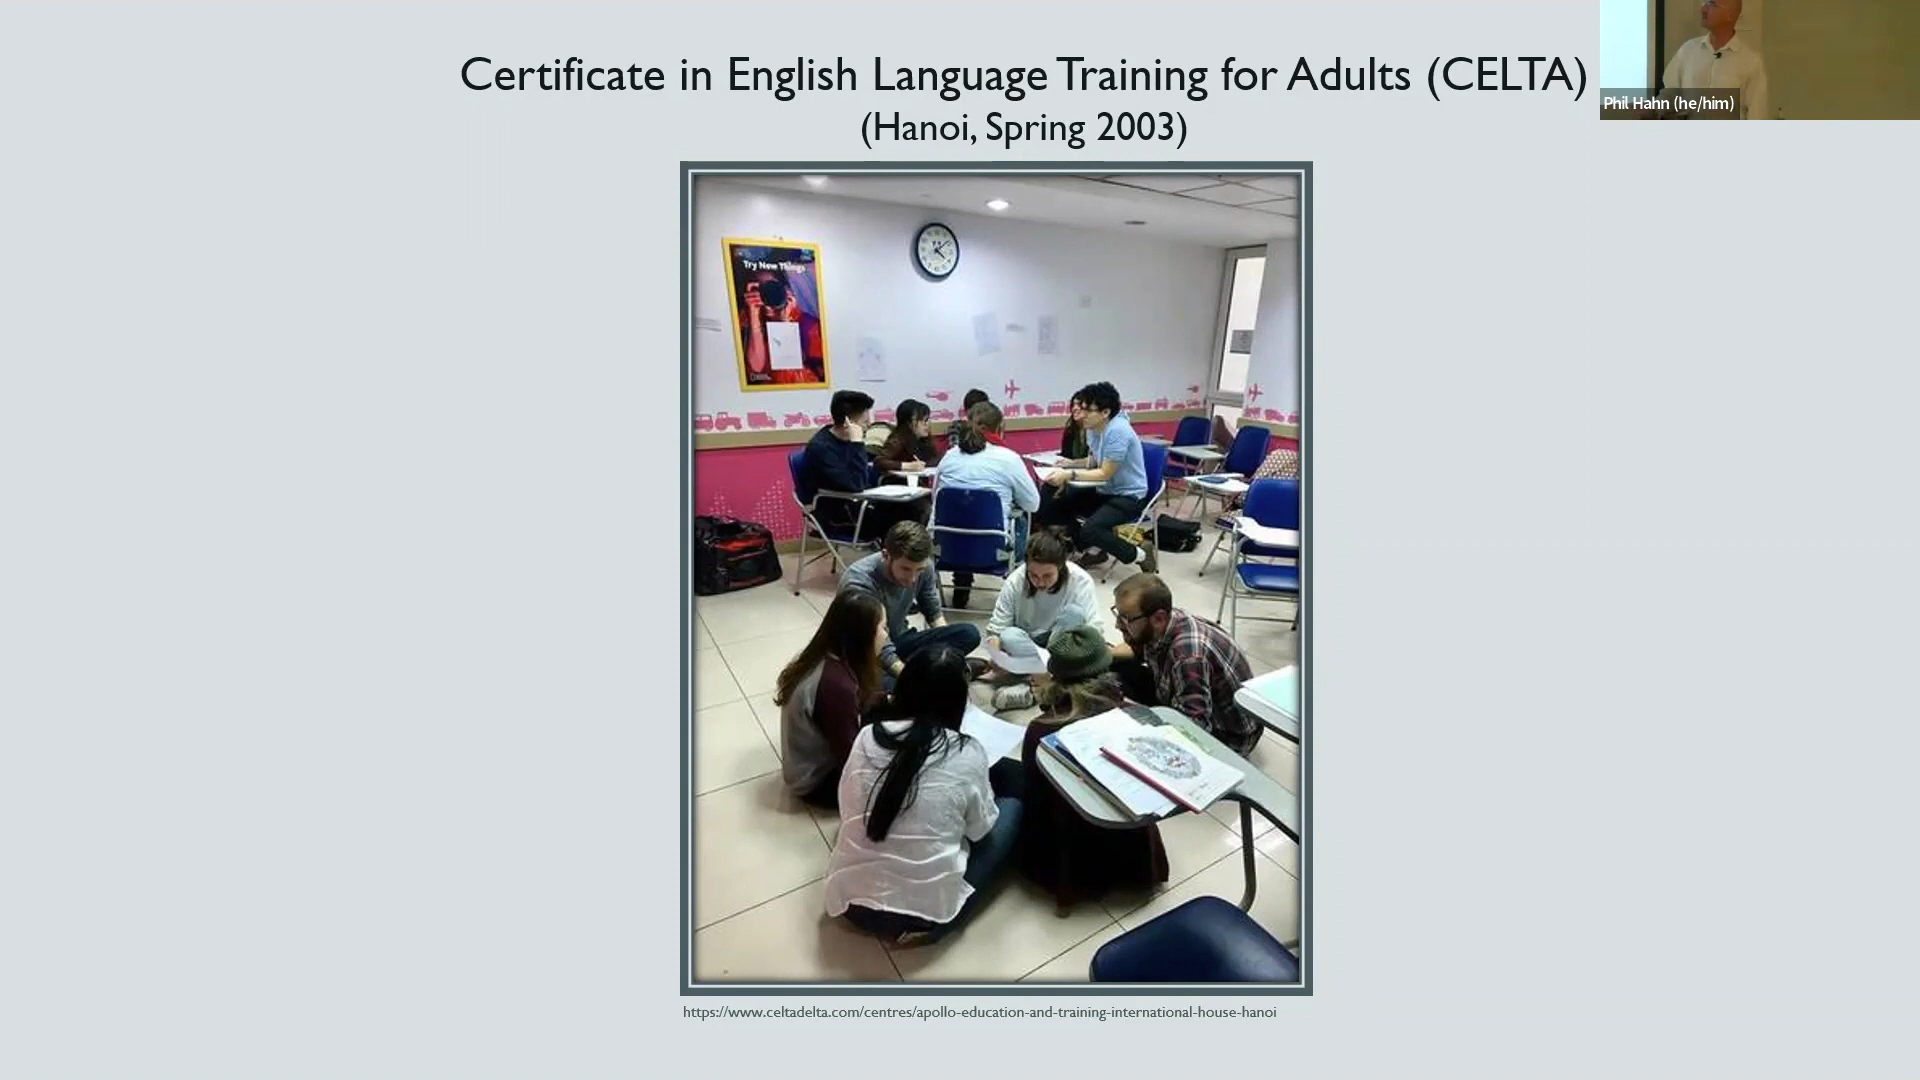 Certificate in English Language Training for Adults (CELTA)
(Hanoi, Spring 2003)
Phil Hahn (he/him)
Try New Things
https://www.celtadelta.com/centres/apollo-education-and-training-international-house-hanoi